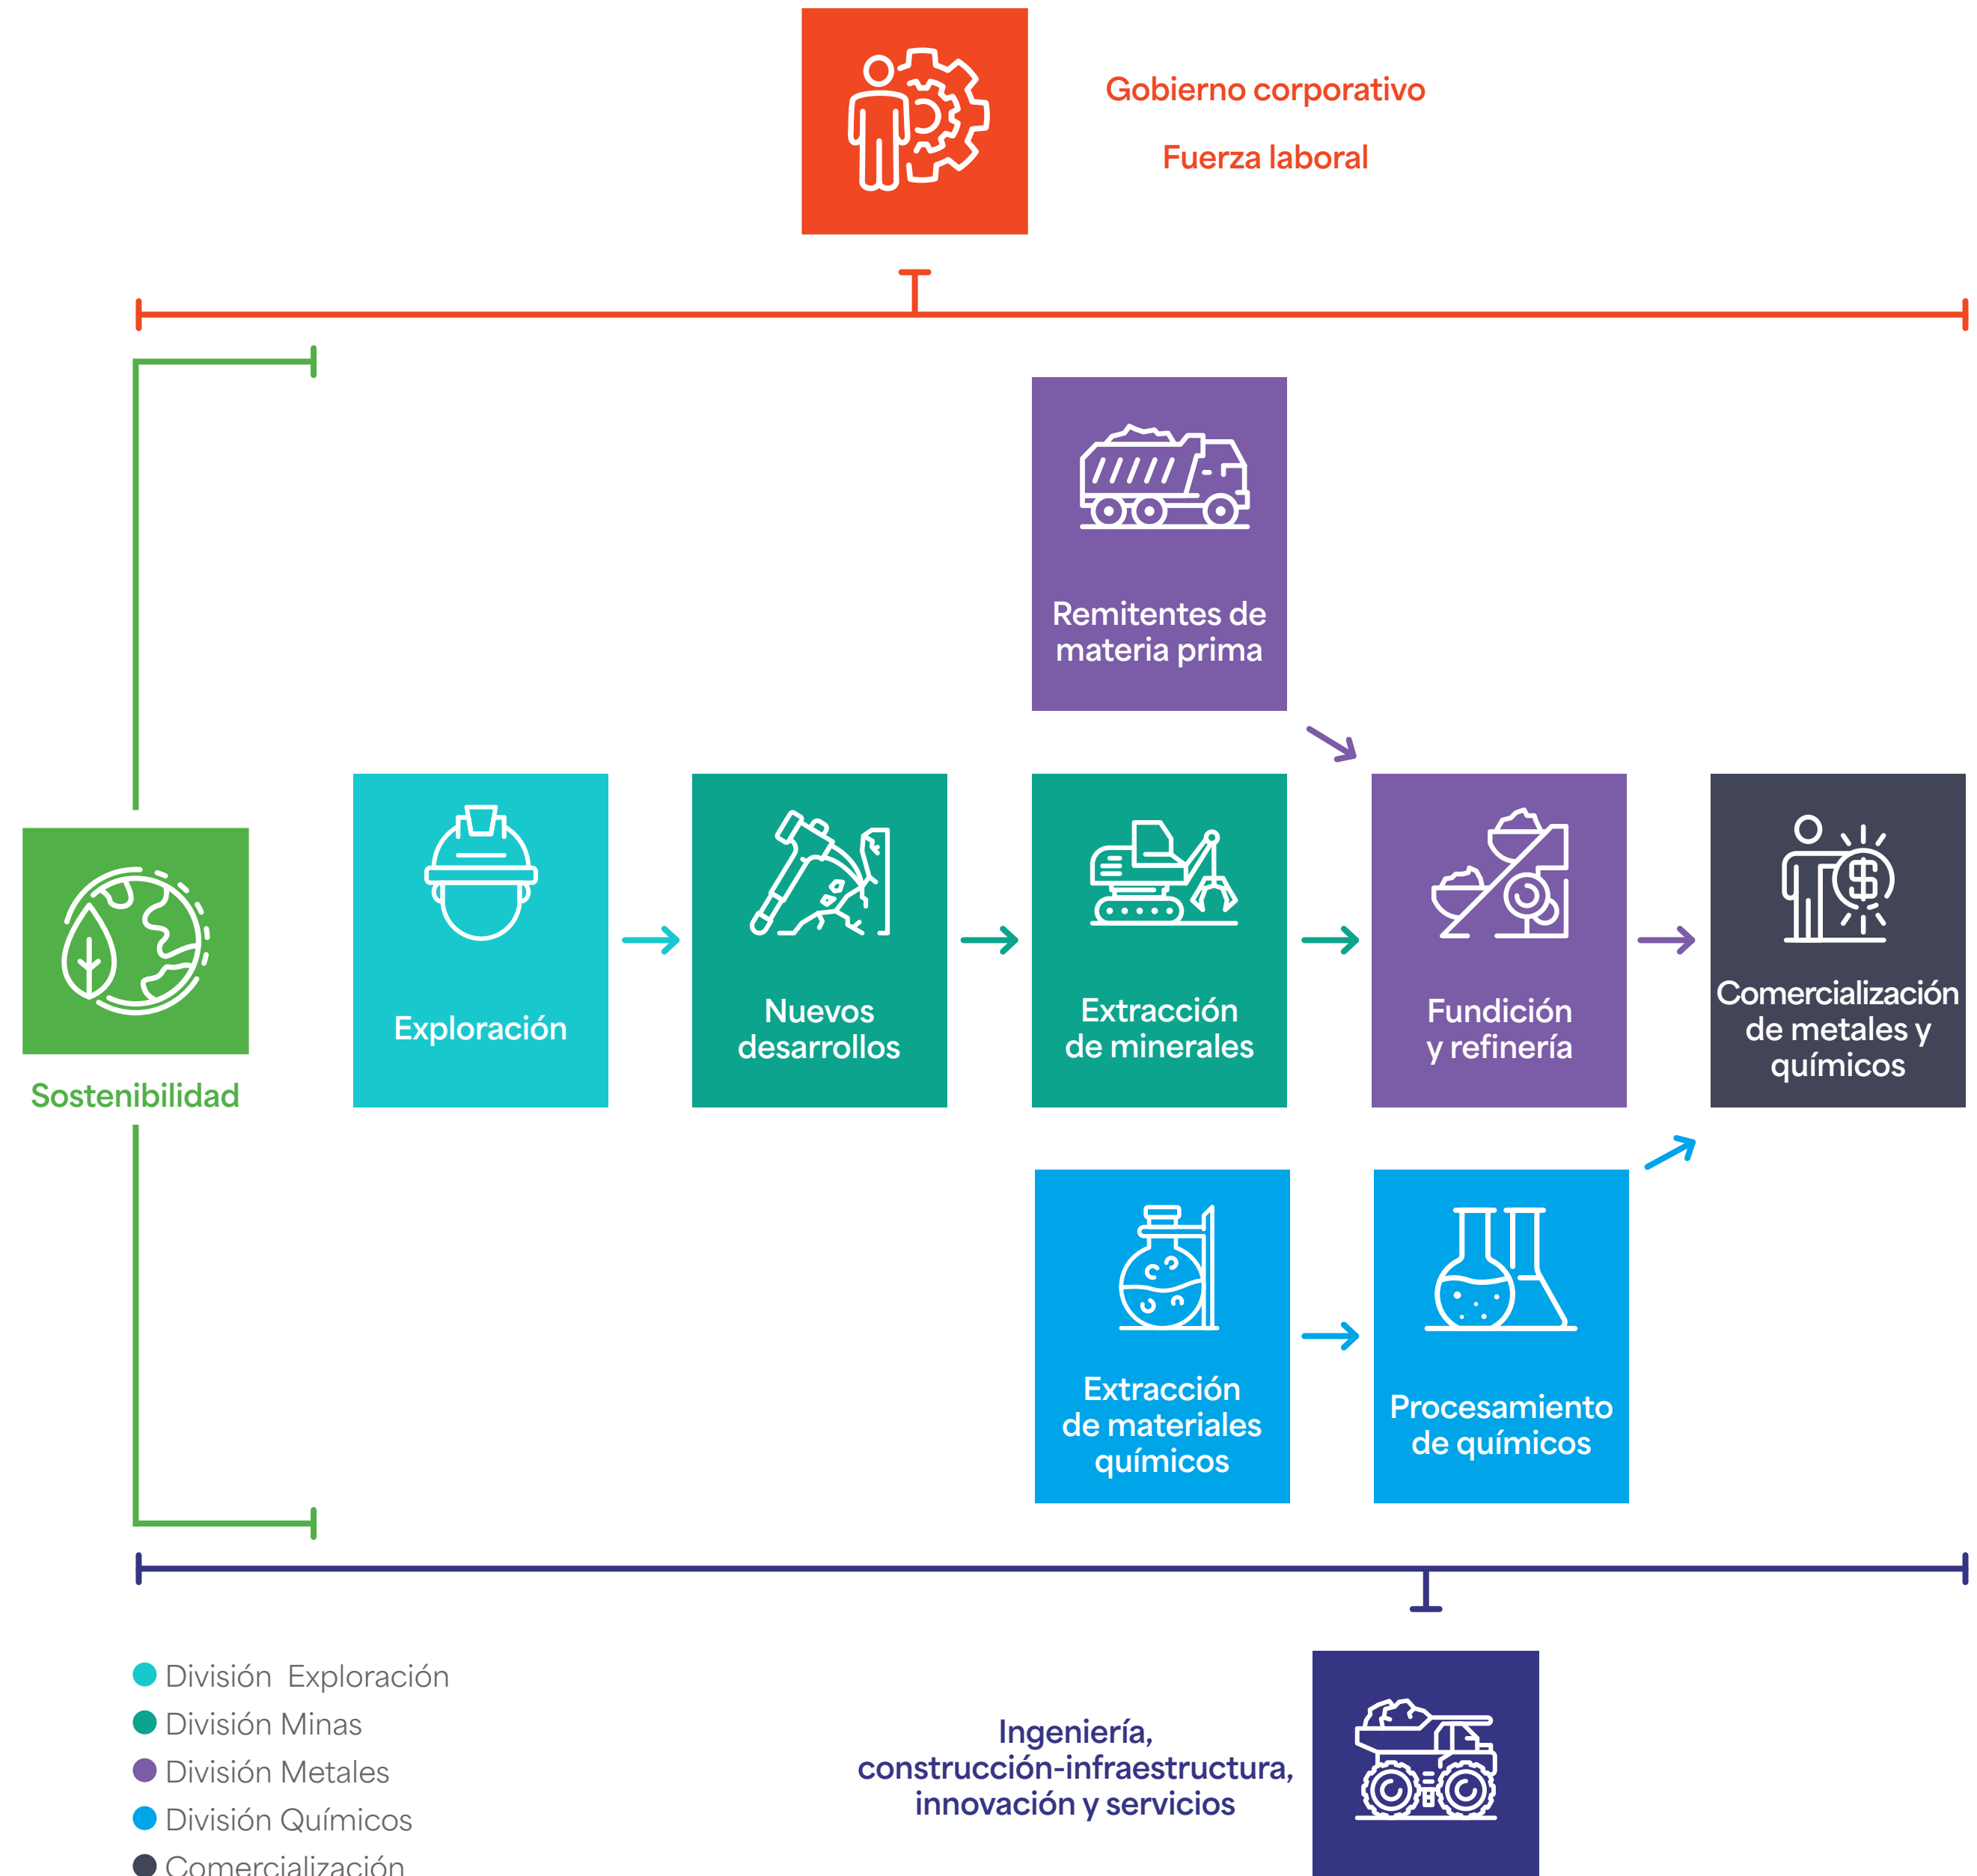 Gobierno corporativo
Fuerza laboral
Remitentes de
materia prima
Exploración
Nuevos
desarrollos
Extracción
de minerales
Fundición
y refinería
Comercialización
de metales y
químicos
Sostenibilidad
Extracción
de materiales
químicos
Procesamiento
de químicos
División Exploración
División Minas
División Metales
División Químicos
Comercialización
Ingeniería,
construcción-infraestructura,
innovación y servicios